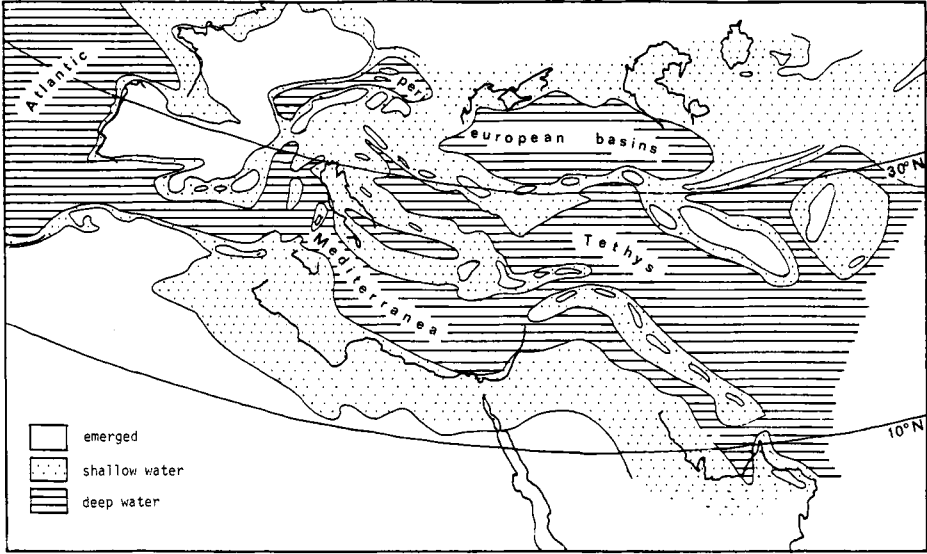 Atlantic
peri
european basins
30°N
Tethys
Mediterranea
10°N
emerged
shallow water
deep water